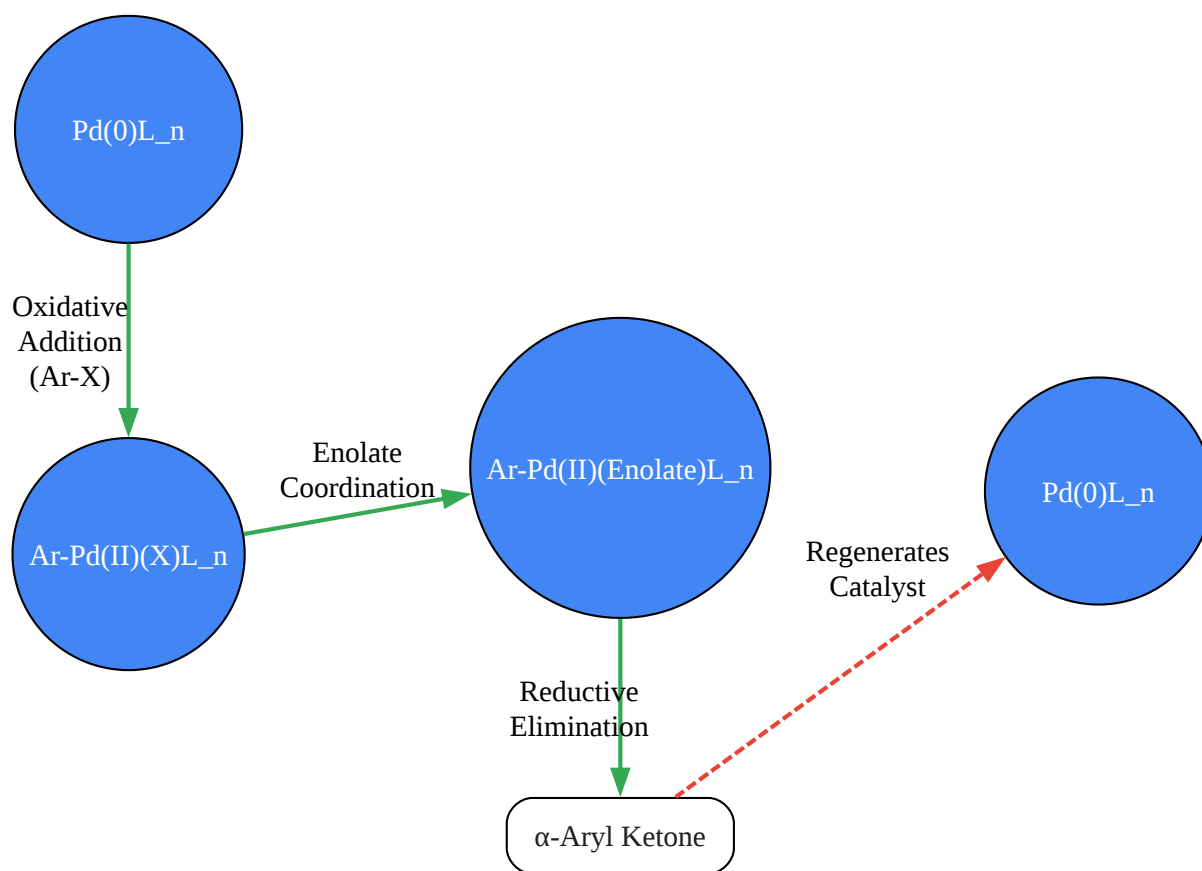 Pd(0)L_n
Oxidative
Addition
(Ar-X)
Ar-Pd(II)(X)L_n
Enolate
Coordination
Ar-Pd(II)(Enolate)L_n
Reductive
Elimination
α-Aryl Ketone
Regenerates
Catalyst
Pd(0)L_n